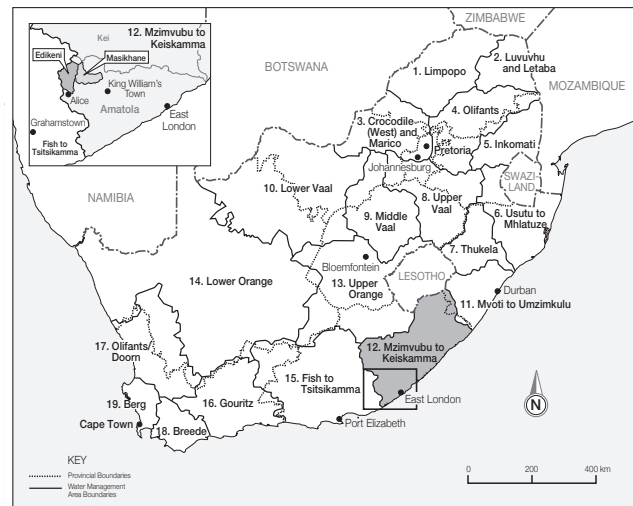 12. Mzimvubu to
Keiskamma
Kei
Edikeni
Masikhane
King William's
Town
Alice
Amatola
East
London
Grahamstown
Fish to
Tsitsikamma
ZIMBABWE
BOTSWANA
MOZAMBIQUE
NAMIBIA
1. Limpopo
2. Luvuvhu
and Letaba
3. Crocodile
(West) and
Marico
4. Olifants
Pretoria
5. Inkomati
Johannesburg
SWAZI-
LAND
10. Lower Vaal
8. Upper
Vaal
9. Middle
Vaal
6. Usutu to
Mhlatuze
7. Thukela
Bloemfontein
LESOTHO
14. Lower Orange
13. Upper
Orange
Durban
11. Mvoti to Umzimkulu
17. Olifants/
Doorn
12. Mzimvubu to
Keiskamma
15. Fish to
Tsitsikamma
16. Gouritz
19. Berg
East London
Cape Town
18. Breede
Port Elizabeth
N
KEY
Provincial Boundaries
Water Management
Area Boundaries
0 200 400 km